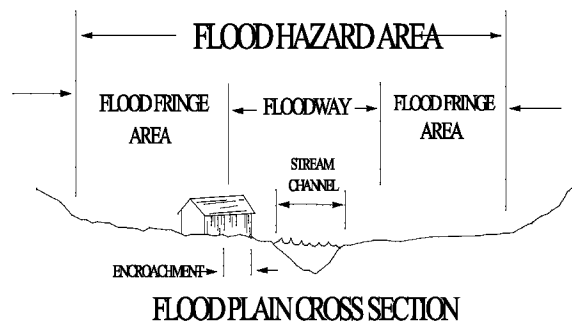 FLOOD HAZARD AREA
FLOOD FRINGE
AREA
FLOODWAY
FLOOD FRINGE
AREA
STREAM
CHANNEL
ENCROACHMENT
FLOOD PLAIN CROSS SECTION